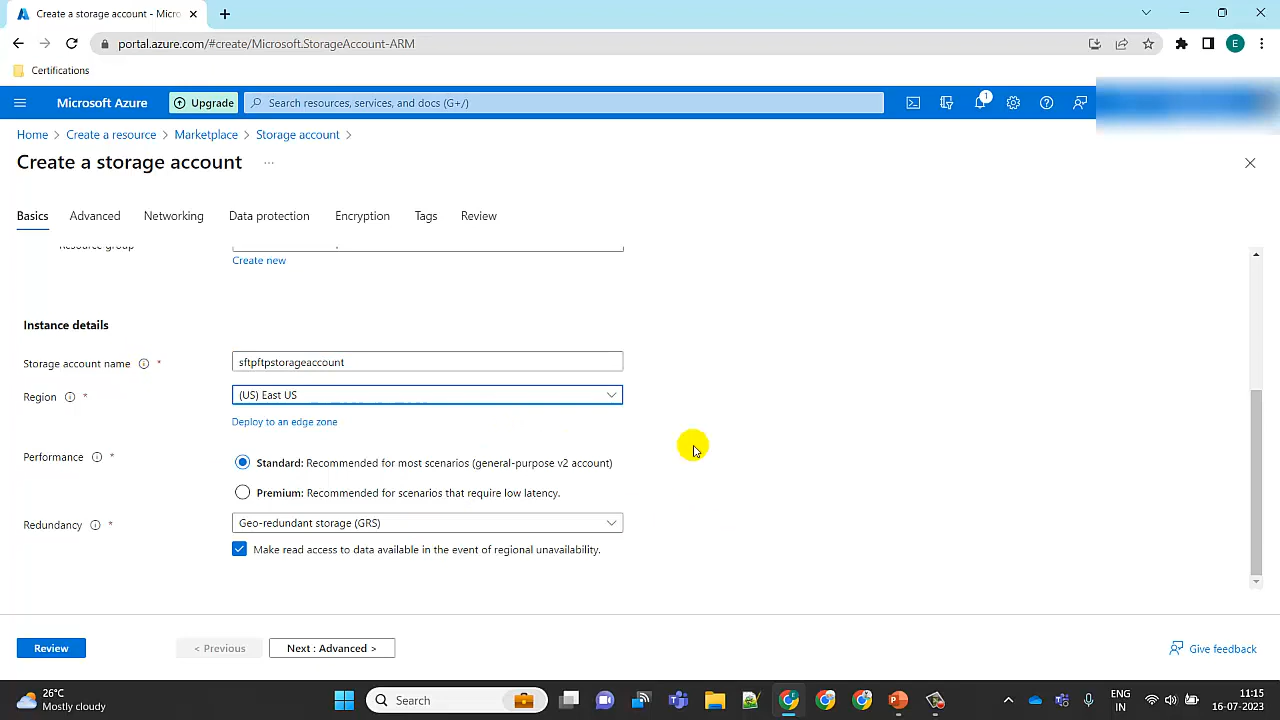 Create a storage account - Micro
portal.azure.com/#create/Microsoft.StorageAccount-ARM
E
Certifications
Microsoft Azure
Upgrade
Search resources, services, and docs (G+/)
1
Home > Create a resource > Marketplace > Storage account >
Create a storage account ...
Basics
Advanced
Networking
Data protection
Encryption
Tags
Review
Resource group
Create new
Instance details
Storage account name *
sftpftpstorageaccount
Region *
(US) East US
Deploy to an edge zone
Performance *
Standard: Recommended for most scenarios (general-purpose v2 account)
Premium: Recommended for scenarios that require low latency.
Redundancy *
Geo-redundant storage (GRS)
Make read access to data available in the event of regional unavailability.
Review
< Previous
Next : Advanced >
Give feedback
26°C
Mostly cloudy
Search
ENG
IN
11:15
16-07-2023